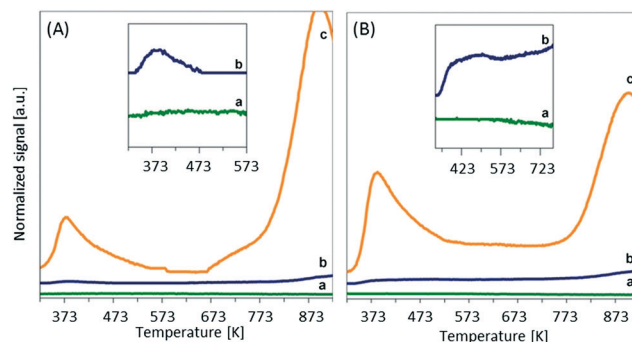 (A)
b
a
373 473 573
c
b
a
373 473 573 673 773 873
Temperature [K]
Normalized signal [a.u.]
(B)
b
a
423 573 723
c
b
a
373 473 573 673 773 873
Temperature [K]